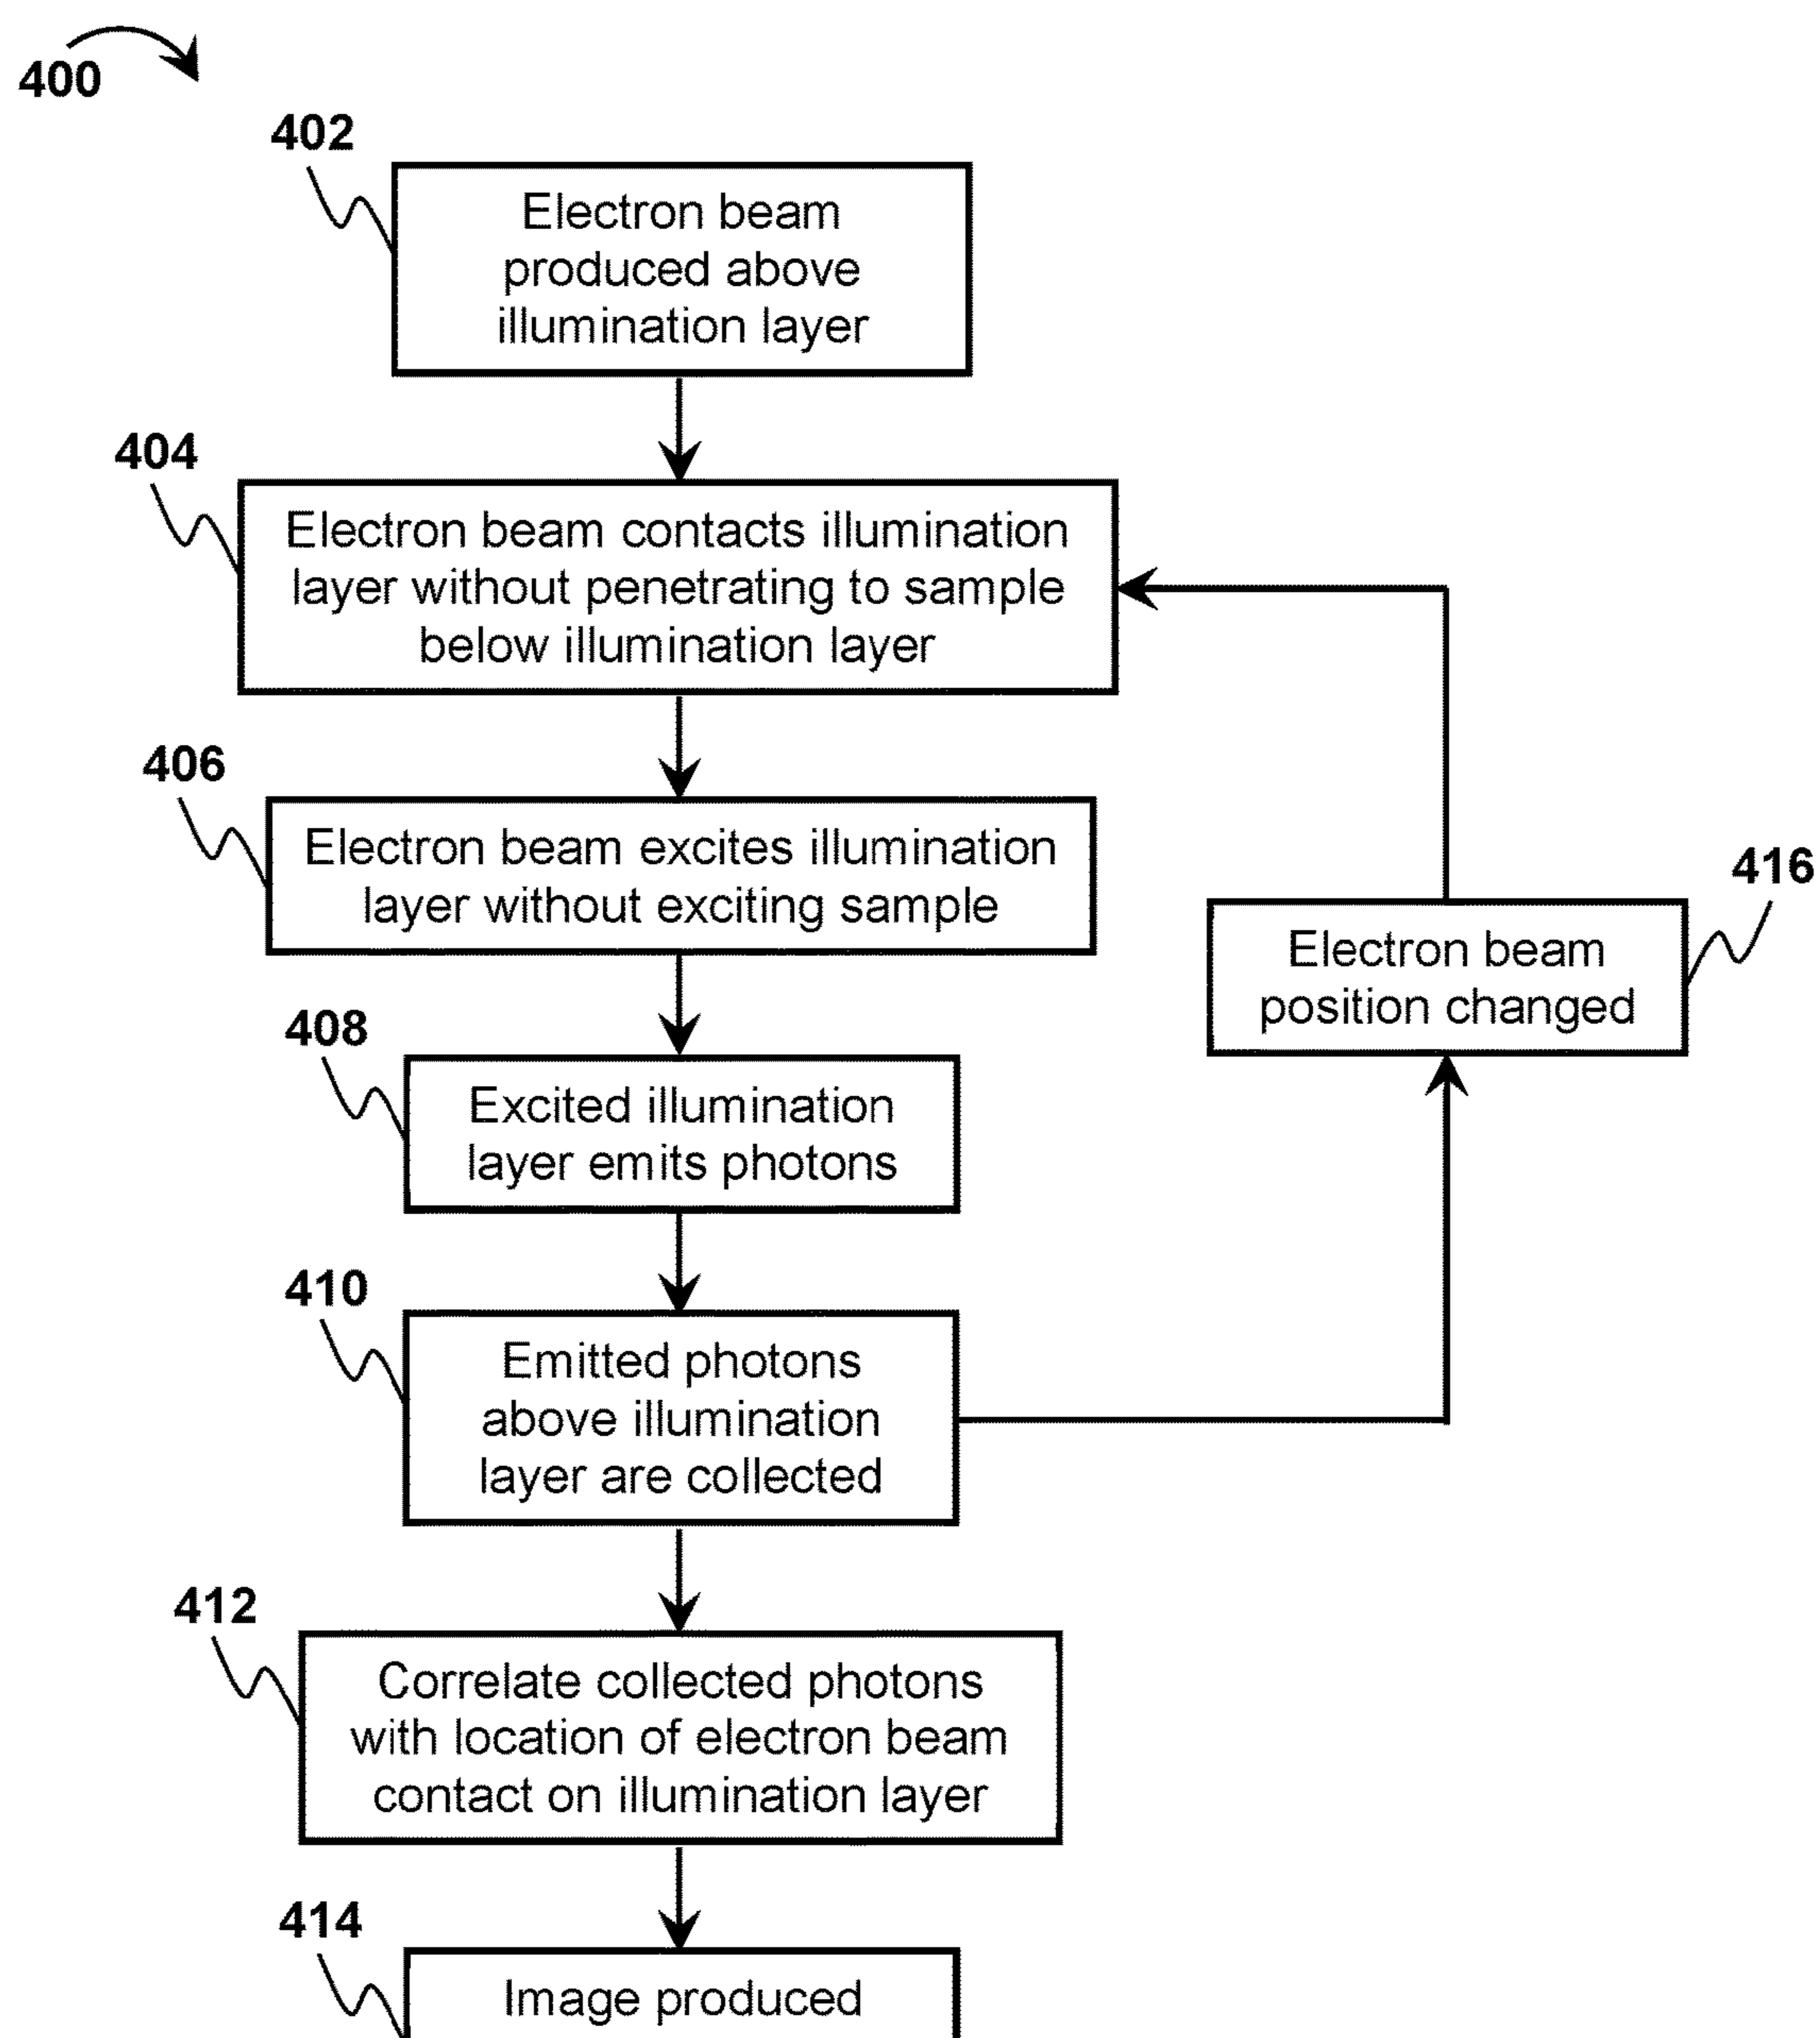 400
402
Electron beam
produced above
illumination layer
404
Electron beam contacts illumination
layer without penetrating to sample
below illumination layer
406
Electron beam excites illumination
layer without exciting sample
416
Electron beam
position changed
408
Excited illumination
layer emits photons
410
Emitted photons
above illumination
layer are collected
412
Correlate collected photons
with location of electron beam
contact on illumination layer
414
Image produced